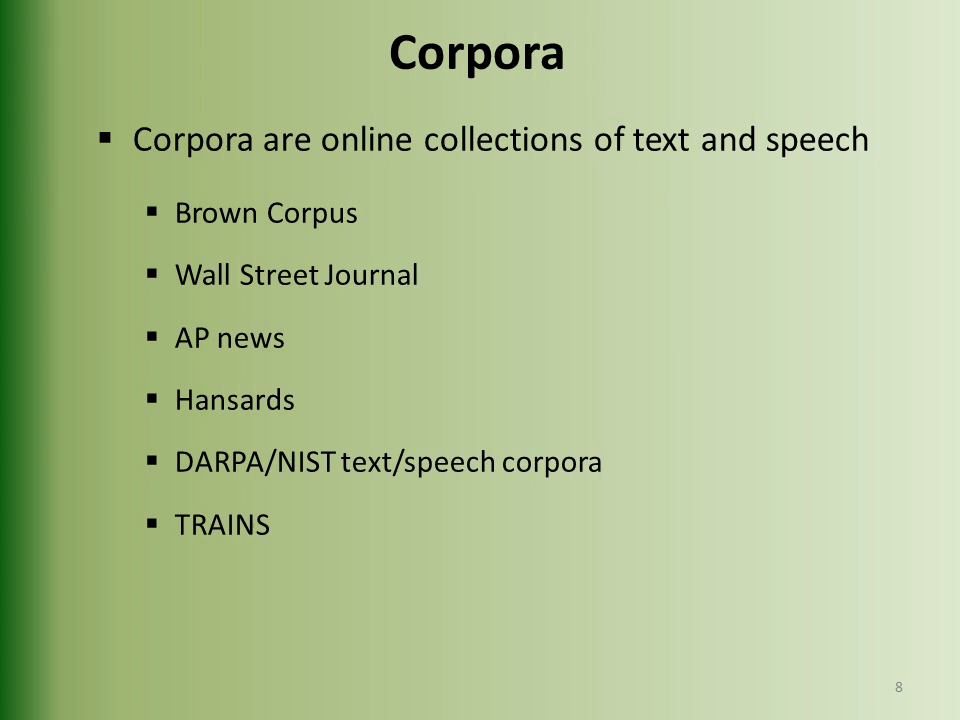 Corpora
▪ Corpora are online collections of text and speech
▪ Brown Corpus
▪ Wall Street Journal
▪ AP news
▪ Hansards
▪ DARPA/NIST text/speech corpora
▪ TRAINS
8